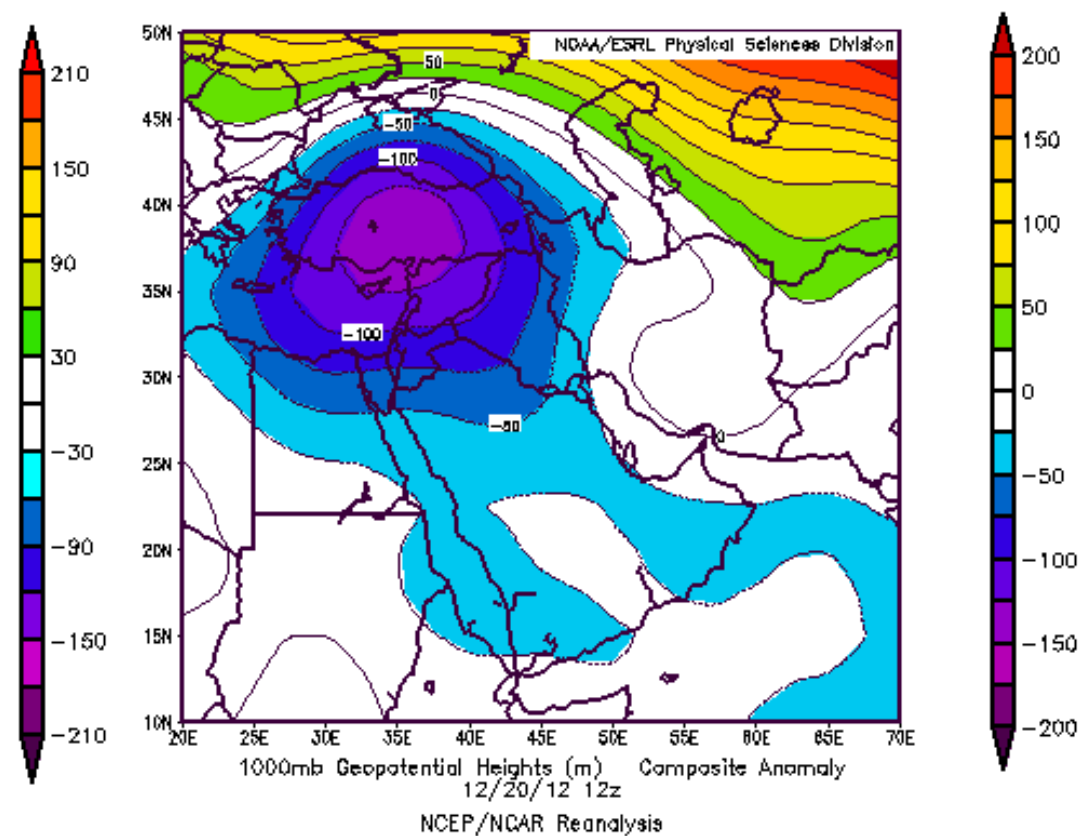 NOAA/ESRL Physical Sciences Division
50N
45N
40N
35N
30N
25N
20N
15N
10N
20E 25E 30E 35E 40E 45E 50E 55E 60E 65E 70E
50
0
-50
-100
-100
-50
0
210
150
90
30
-30
-90
-150
-210
200
150
100
50
0
-50
-100
-150
-200
1000mb Geopotential Heights (m) Composite Anomaly
12/20/12 12z
NCEP/NCAR Reanalysis